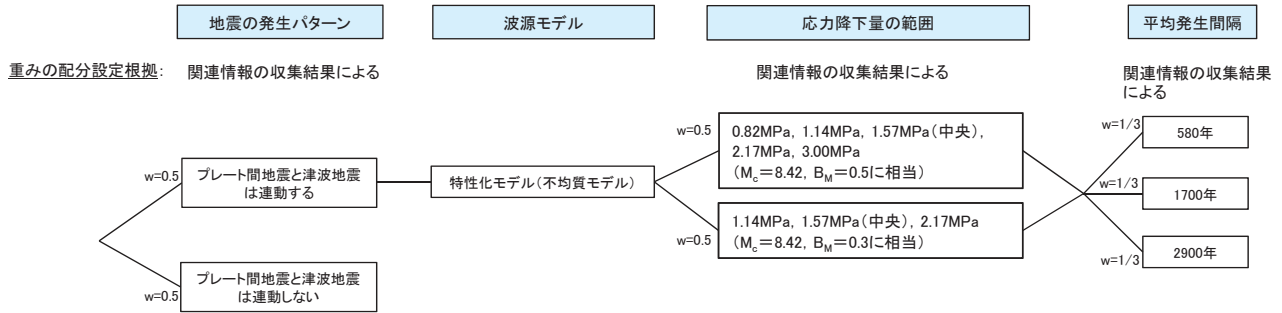 地震の発生パターン
波源モデル
応力降下量の範囲
平均発生間隔
重みの配分設定根拠:
関連情報の収集結果による
関連情報の収集結果による
関連情報の収集結果
による
w=0.5
プレート間地震と津波地震
は連動する
特性化モデル(不均質モデル)
w=0.5
0.82MPa, 1.14MPa, 1.57MPa(中央),
2.17MPa, 3.00MPa
(Mc=8.42, BM=0.5に相当)
w=0.5
1.14MPa, 1.57MPa(中央), 2.17MPa
(Mc=8.42, BM=0.3に相当)
w=1/3
580年
w=1/3
1700年
w=1/3
2900年
w=0.5
プレート間地震と津波地震
は連動しない